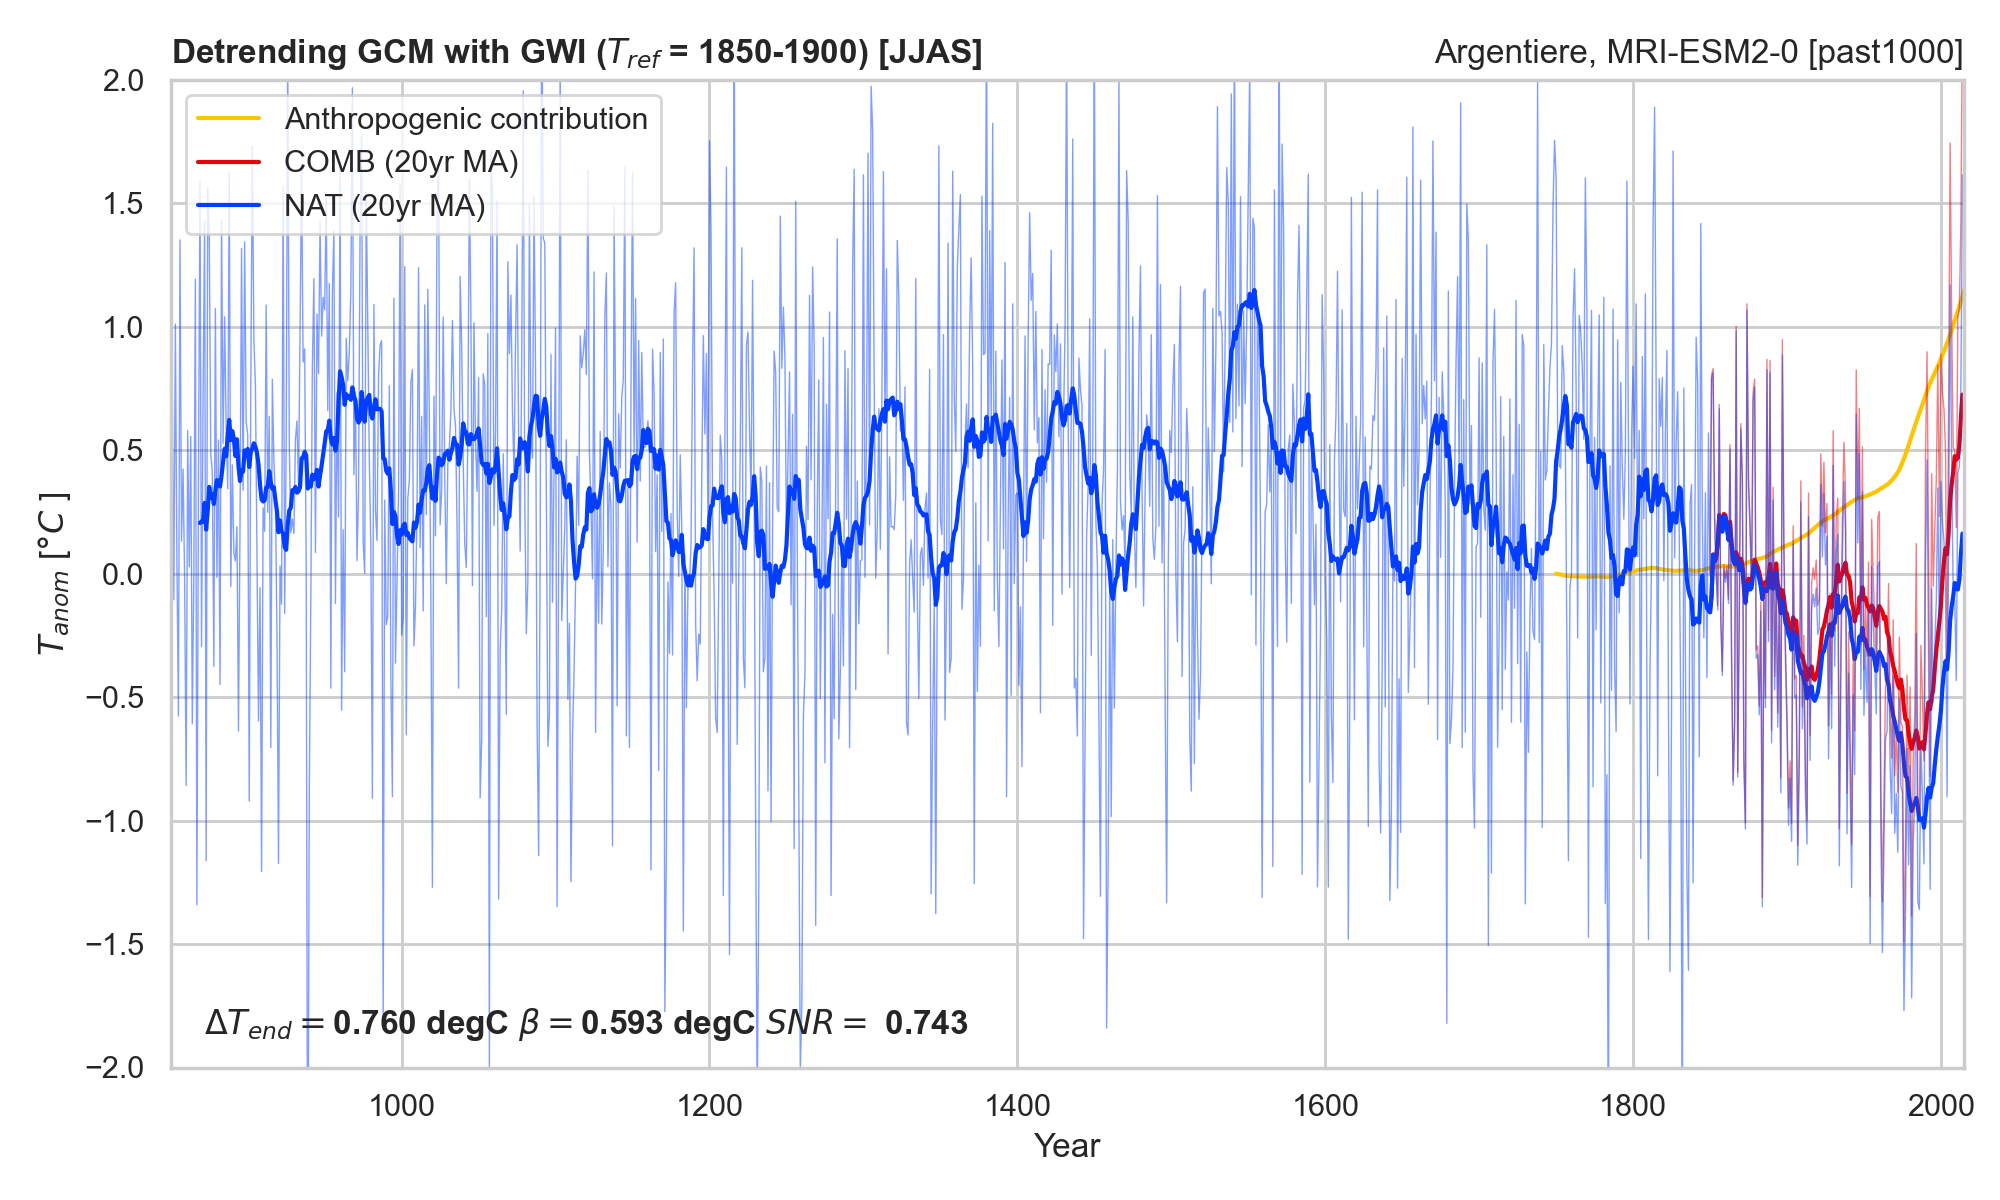 Detrending GCM with GWI (T_ref = 1850-1900) [JJAS]
Argentiere, MRI-ESM2-0 [past1000]
Anthropogenic contribution
COMB (20yr MA)
NAT (20yr MA)
2.0
1.5
1.0
0.5
0.0
−0.5
−1.0
−1.5
−2.0
T_anom [°C ]
ΔT_end = 0.760 degC β = 0.593 degC SNR = 0.743
1000
1200
1400
1600
1800
2000
Year